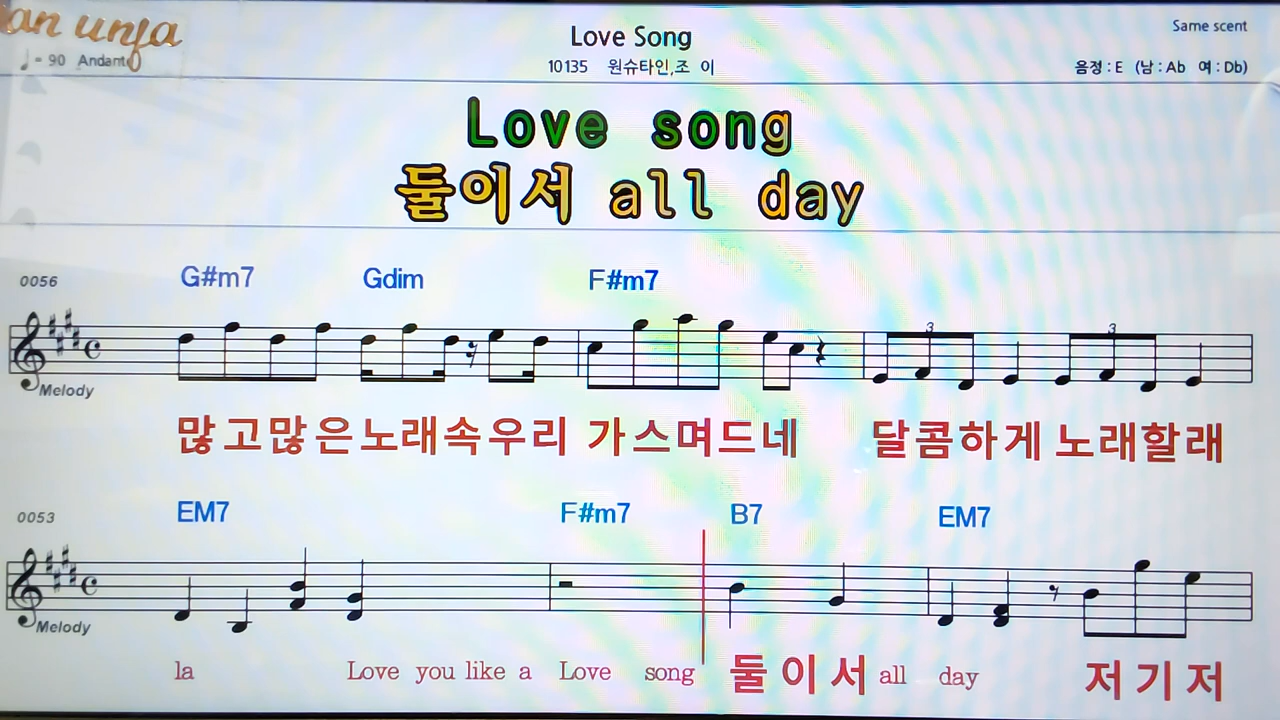 Love Song
Same scent
♩= 90 Andante
10135 원슈타인,조 이
음정 : E (남 : Ab 여 : Db)
Love song
둘이서 all day
0056 G#m7 Gdim F#m7
3 3
Melody
많고많은노래속우리 가스며드네 달콤하게 노래할래
0053 EM7 F#m7 B7 EM7
Melody
la Love you like a Love song 둘이서 all day 저기저